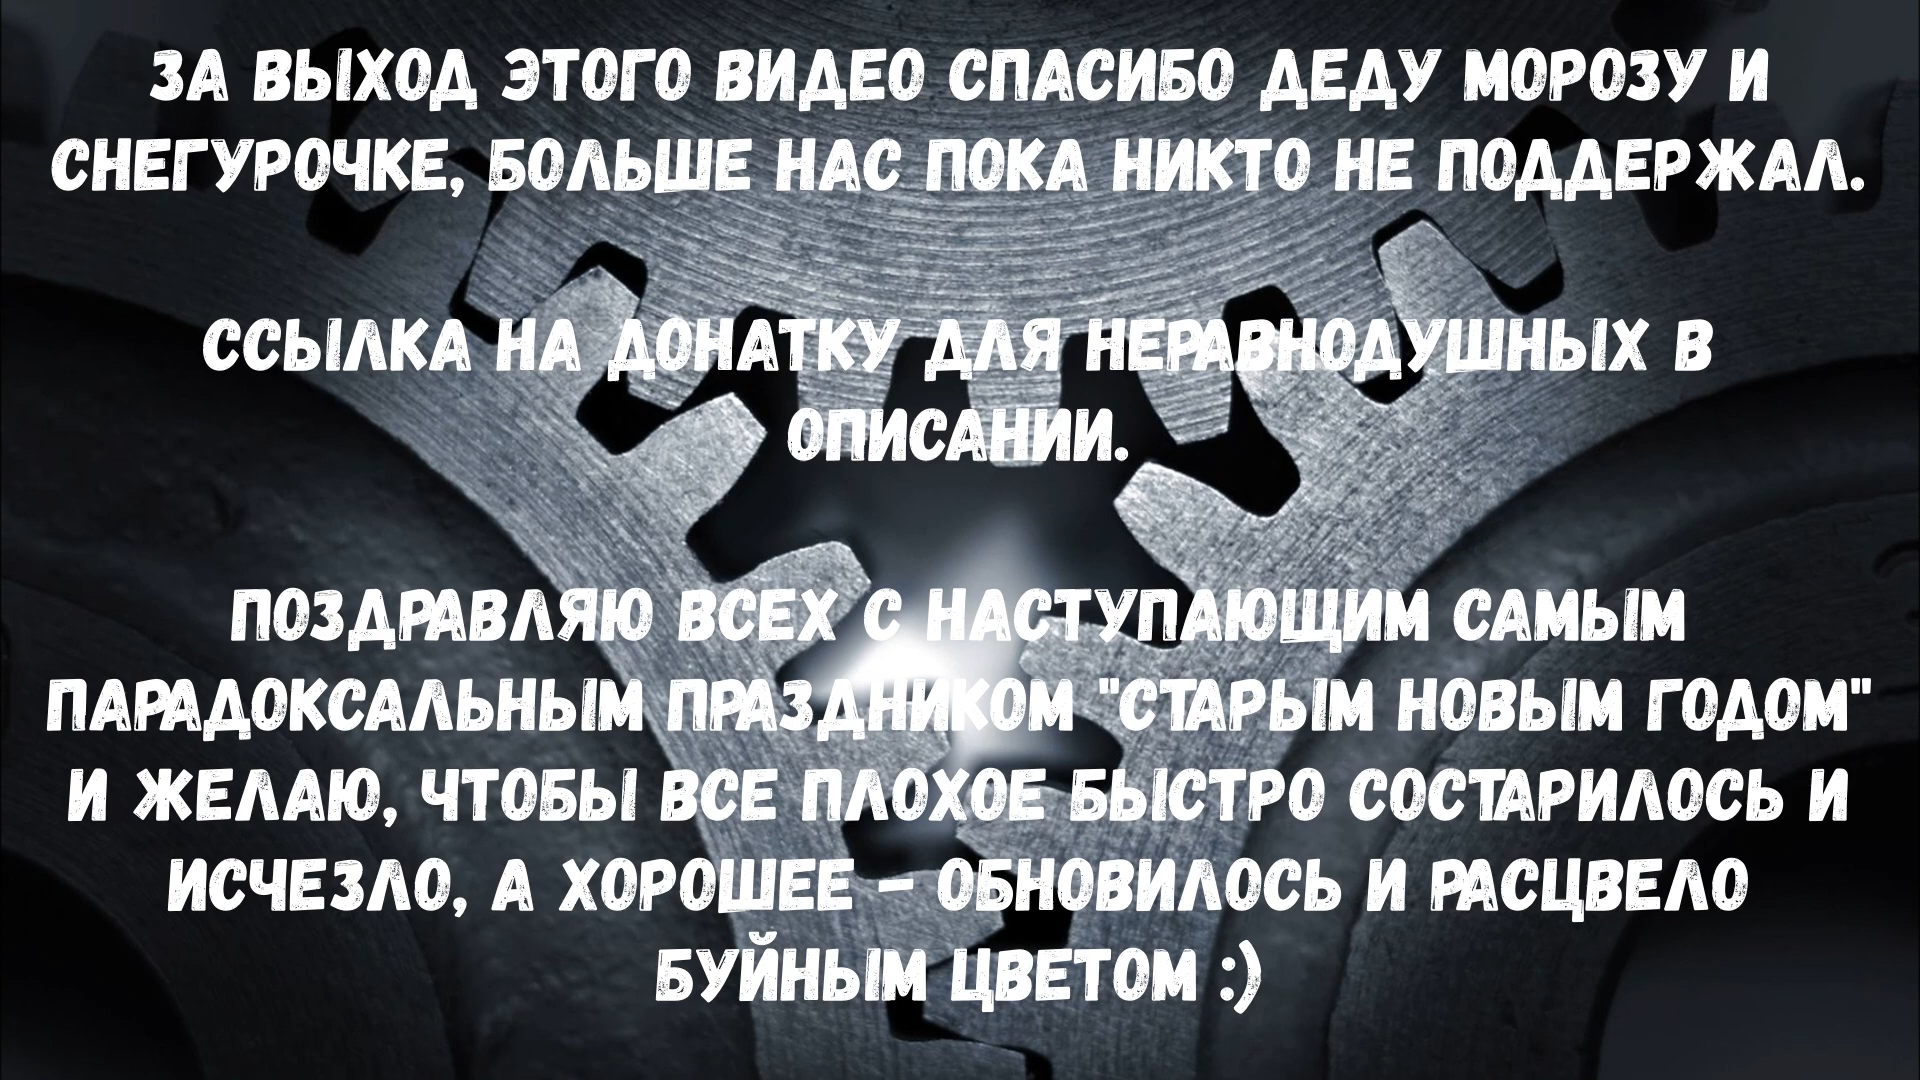 ЗА ВЫХОД ЭТОГО ВИДЕО СПАСИБО ДЕДУ МОРОЗУ И
СНЕГУРОЧКЕ, БОЛЬШЕ НАС ПОКА НИКТО НЕ ПОДДЕРЖАЛ.
ССЫЛКА НА ДОНАТКУ ДЛЯ НЕРАВНОДУШНЫХ В
ОПИСАНИИ.
ПОЗДРАВЛЯЮ ВСЕХ С НАСТУПАЮЩИМ САМЫМ
ПАРАДОКСАЛЬНЫМ ПРАЗДНИКОМ "СТАРЫМ НОВЫМ ГОДОМ"
И ЖЕЛАЮ, ЧТОБЫ ВСЕ ПЛОХОЕ БЫСТРО СОСТАРИЛОСЬ И
ИСЧЕЗЛО, А ХОРОШЕЕ - ОБНОВИЛОСЬ И РАСЦВЕЛО
БУЙНЫМ ЦВЕТОМ :)